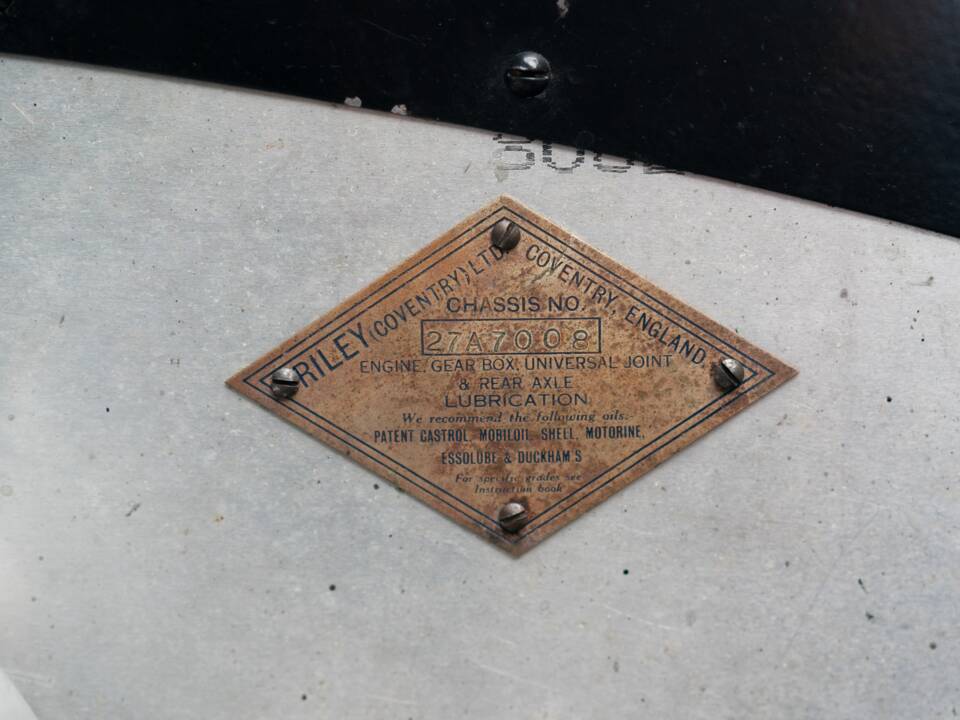 RILEY (COVENTRY) LTD COVENTRY, ENGLAND.
CHASSIS NO.
27A7008
ENGINE, GEAR BOX, UNIVERSAL JOINT
& REAR AXLE
LUBRICATION
We recommend the following oils:-
PATENT CASTROL, MOBILOIL, SHELL, MOTORINE,
ESSOLUBE & DUCKHAM'S
For specific grades see
Instruction book